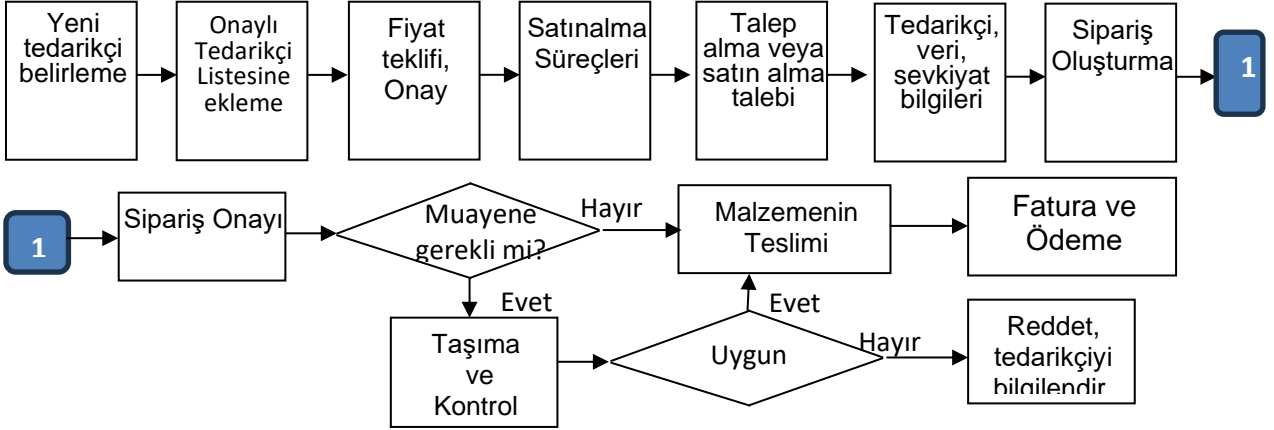 Yeni
tedarikçi
belirleme
Onaylı
Tedarikçi
Listesine
ekleme
Fiyat
teklifi,
Onay
Satınalma
Süreçleri
Talep
alma veya
satın alma
talebi
Tedarikçi,
veri,
sevkiyat
bilgileri
Sipariş
Oluşturma
1
1
Sipariş Onayı
Muayene
gerekli mi?
Hayır
Malzemenin
Teslimi
Fatura ve
Ödeme
Evet
Evet
Taşıma
ve
Kontrol
Uygun
Hayır
Reddet,
tedarikçiyi
bilgilendir